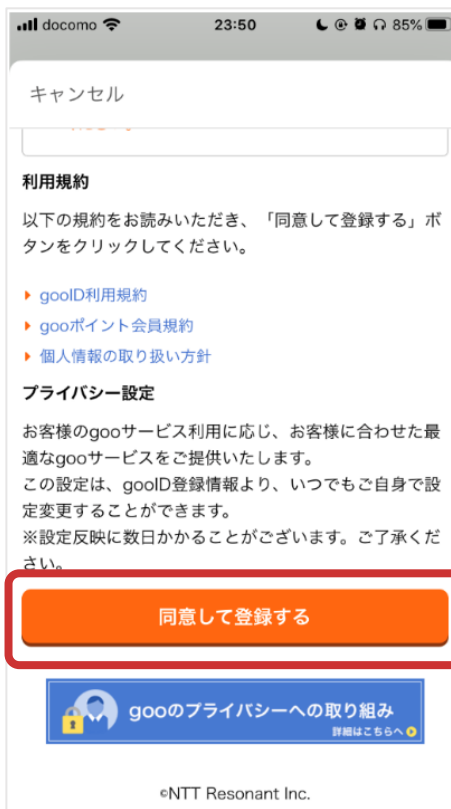 docomo 23:50 85%
キャンセル
利用規約
以下の規約をお読みいただき、「同意して登録する」ボ
タンをクリックしてください。
gooID利用規約
gooポイント会員規約
個人情報の取り扱い方針
プライバシー設定
お客様のgooサービス利用に応じ、お客様に合わせた最
適なgooサービスをご提供いたします。
この設定は、gooID登録情報より、いつでもご自身で設
定変更することができます。
※設定反映に数日かかることがございます。ご了承くだ
さい。
同意して登録する
gooのプライバシーへの取り組み
詳細はこちらへ
©NTT Resonant Inc.